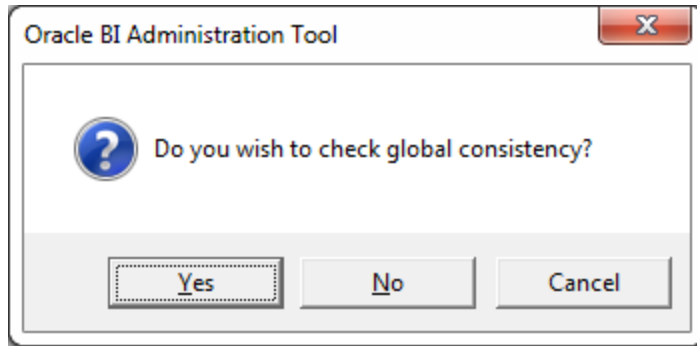 Oracle BI Administration Tool
Do you wish to check global consistency?
Yes
No
Cancel